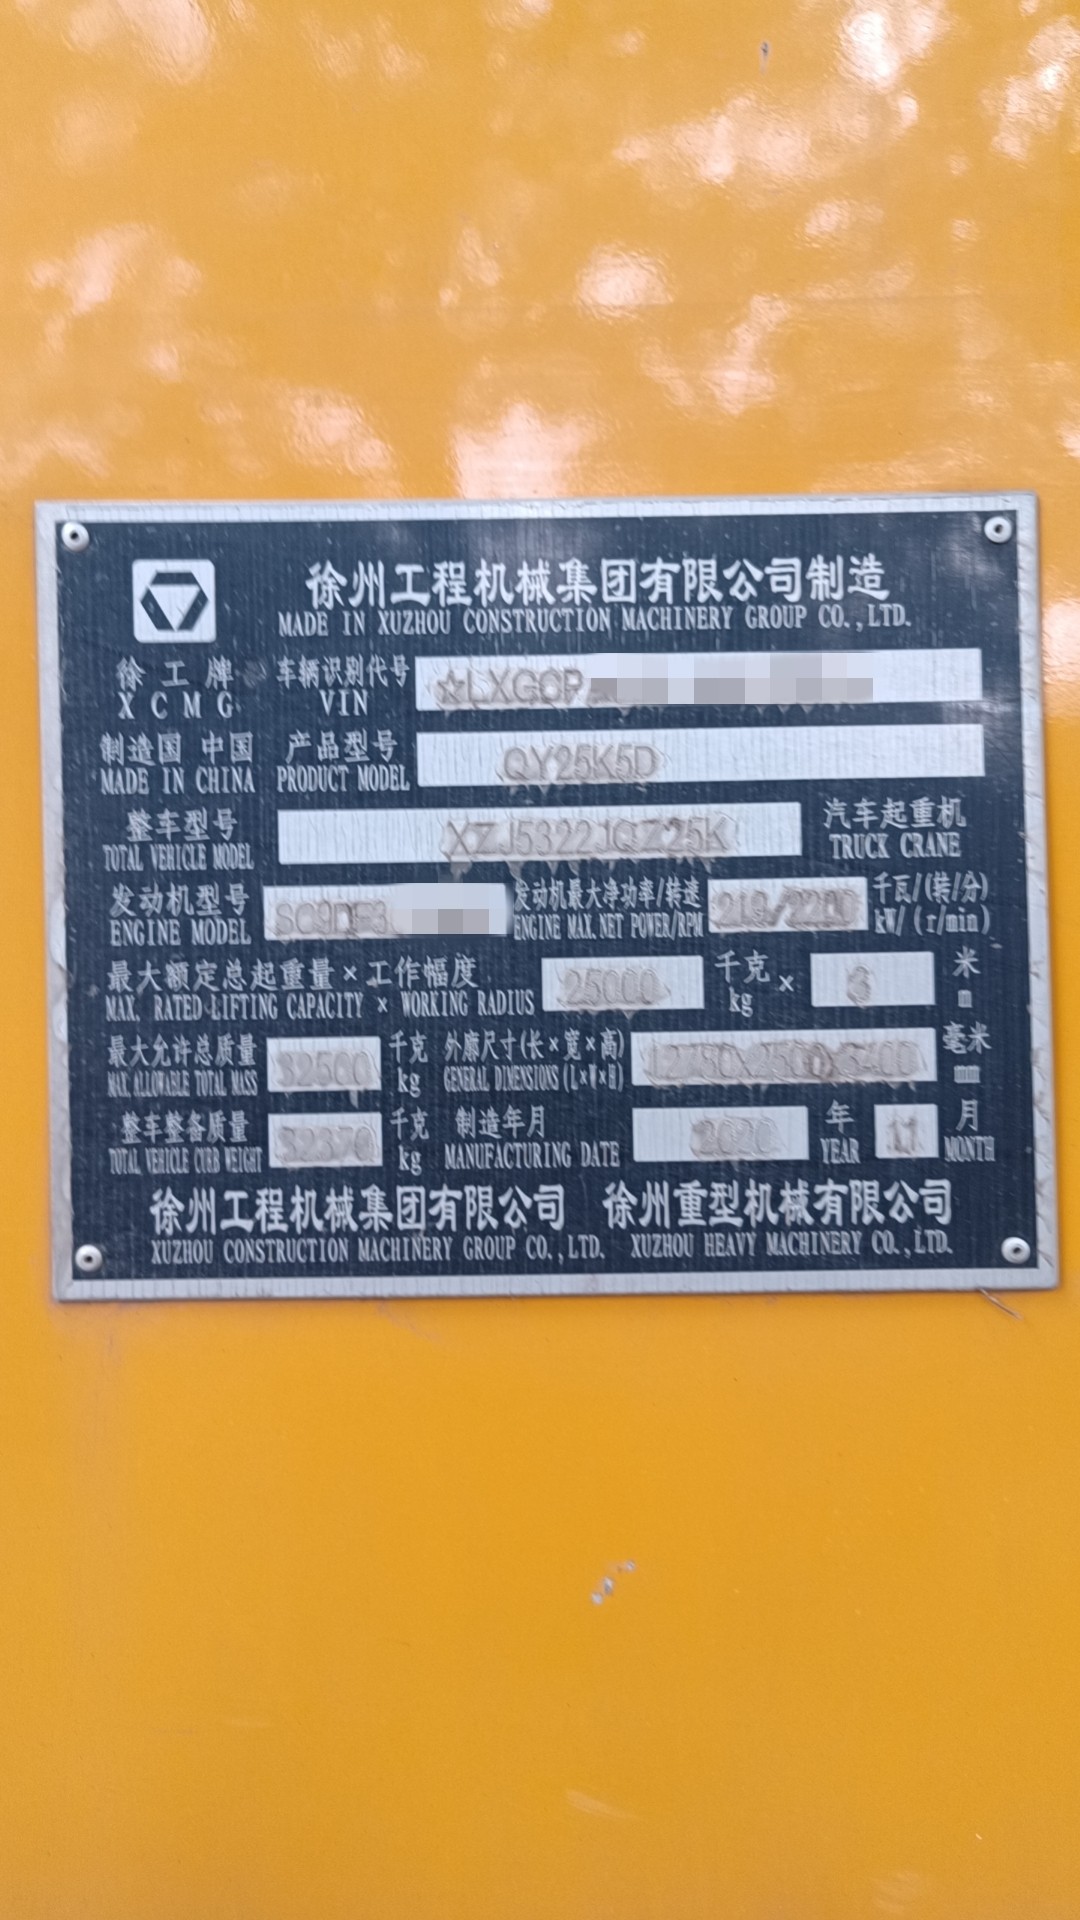 徐州工程机械集团有限公司制造
MADE IN XUZHOU CONSTRUCTION MACHINERY GROUP CO.,LTD.
徐工牌 车辆识别代号 ☆LXGCP
XCMG VIN
制造国 中国 产品型号 QY25K5D
MADE IN CHINA PRODUCT MODEL
整车型号 XZJ5322JQZ25K 汽车起重机
TOTAL VEHICLE MODEL TRUCK CRANE
发动机型号 SC9DF3 发动机最大净功率/转速 213/2200 千瓦/(转/分)
ENGINE MODEL ENGINE MAX.NET POWER/RPM kW/(r/min)
最大额定总起重量×工作幅度 25000 千克 × 3 米
MAX. RATED LIFTING CAPACITY × WORKING RADIUS kg m
最大允许总质量 32500 千克 外廓尺寸(长×宽×高) 12750X2500X3400 毫米
MAX.ALLOWABLE TOTAL MASS kg GENERAL DIMENSIONS(L×W×H) mm
整车整备质量 32370 千克 制造年月 2020 年 11 月
TOTAL VEHICLE CURB WEIGHT kg MANUFACTURING DATE YEAR MONTH
徐州工程机械集团有限公司 徐州重型机械有限公司
XUZHOU CONSTRUCTION MACHINERY GROUP CO.,LTD. XUZHOU HEAVY MACHINERY CO.,LTD.